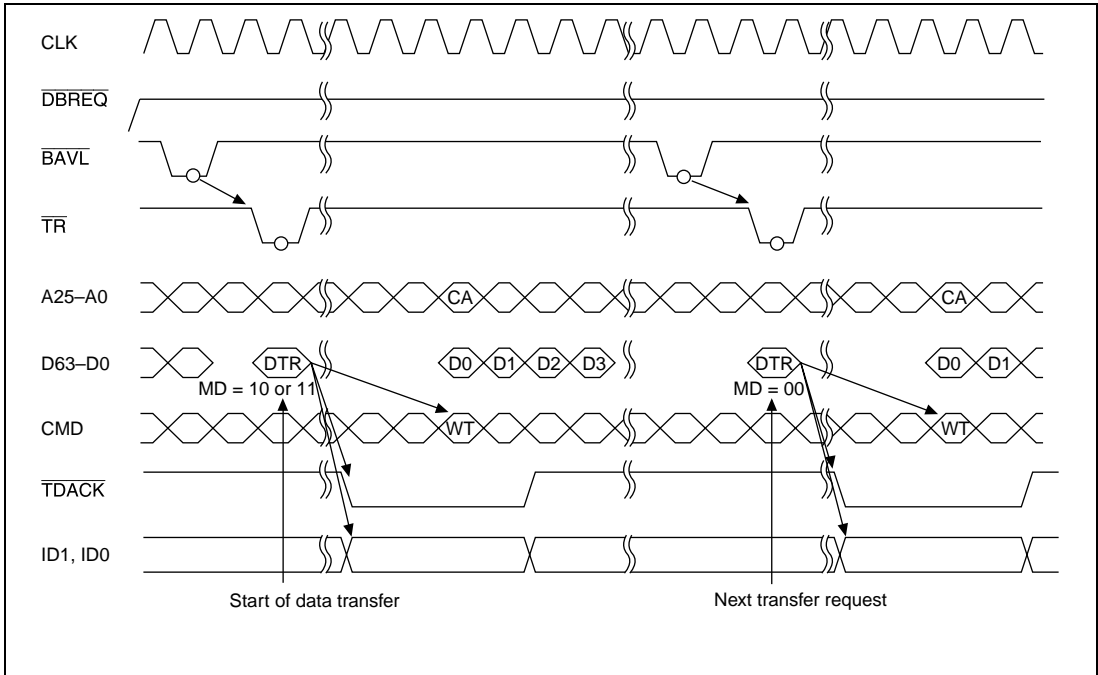 CLK
DBREQ
BAVL
TR
A25–A0 CA CA
D63–D0 DTR D0 D1 D2 D3 DTR D0 D1
MD = 10 or 11 MD = 00
CMD WT WT
TDACK
ID1, ID0
Start of data transfer Next transfer request